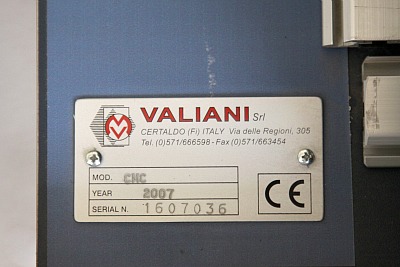 VALIANI Srl
CERTALDO (Fi) ITALY Via delle Regioni, 305
Tel. (0)571/666598 - Fax (0)571/663454
MOD. CMC
YEAR 2007
SERIAL N. 1607036
CE